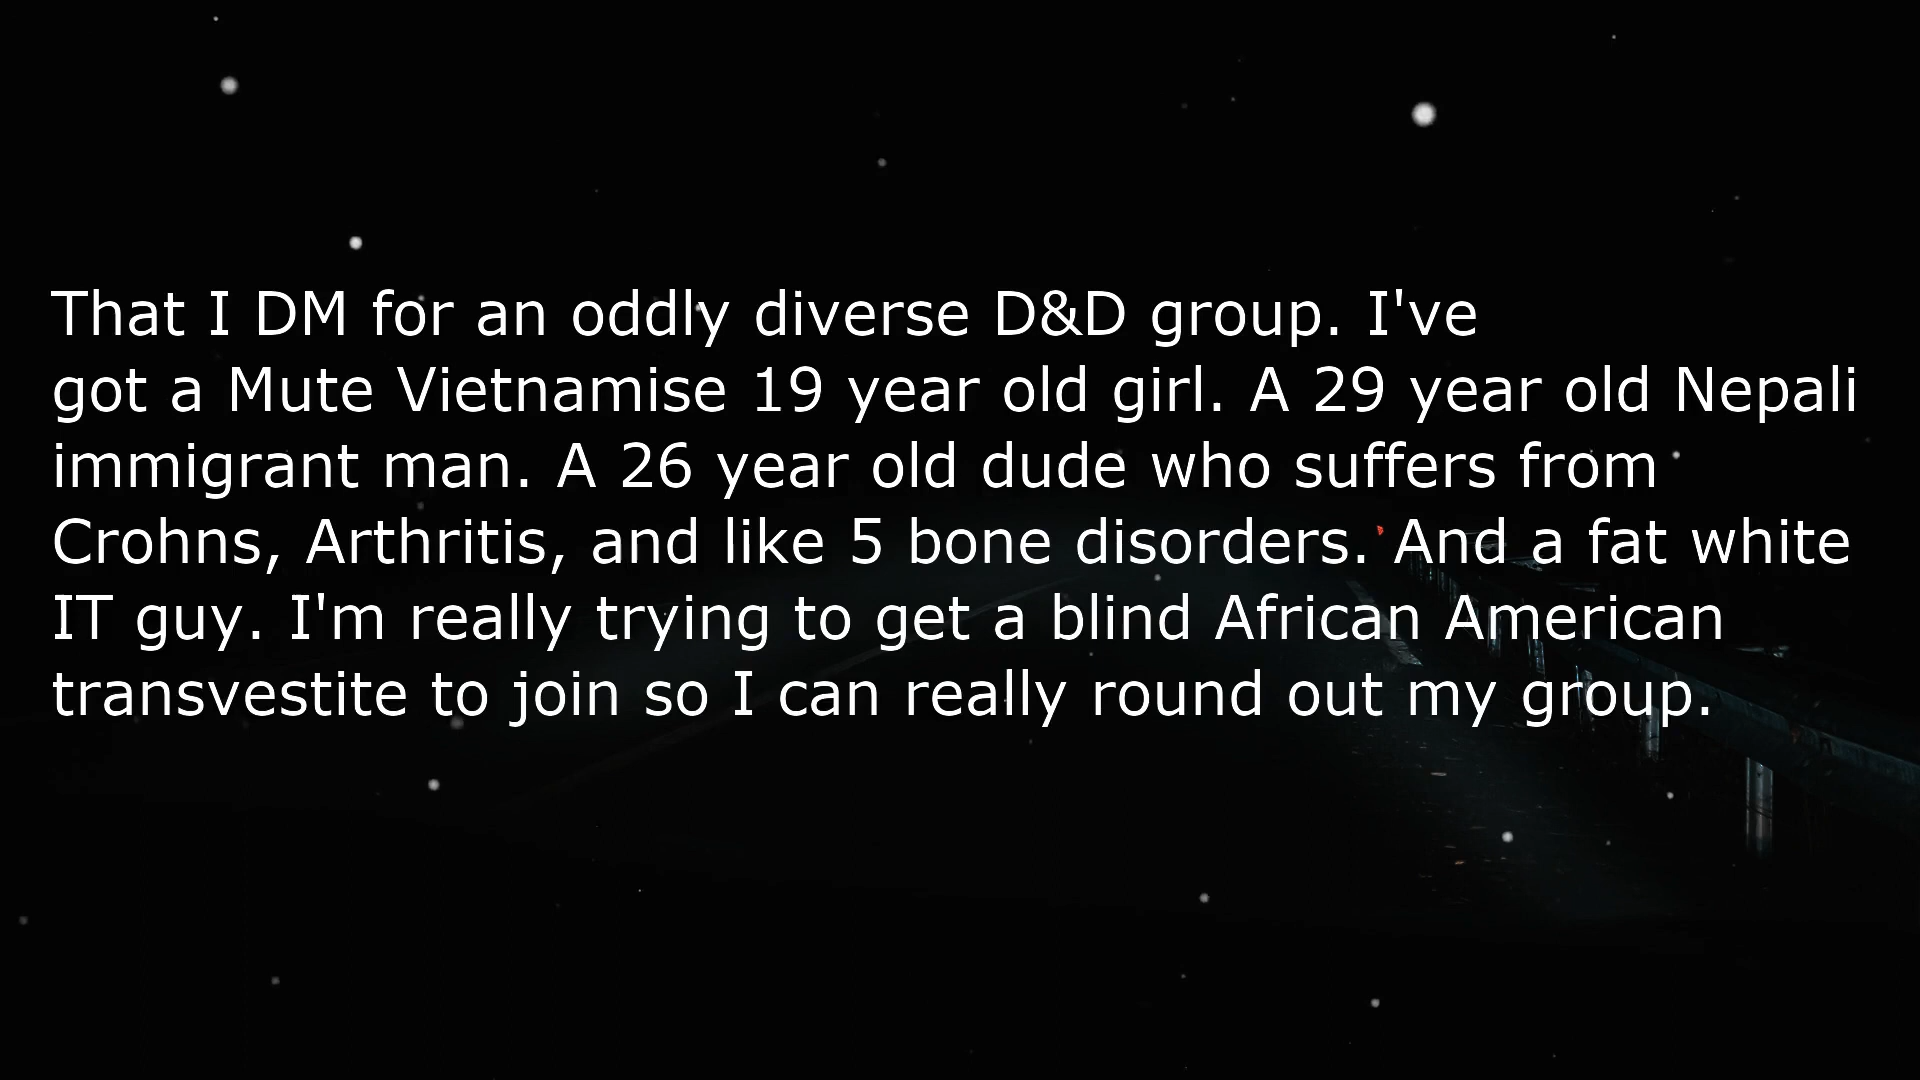 That I DM for an oddly diverse D&D group. I've
got a Mute Vietnamise 19 year old girl. A 29 year old Nepali
immigrant man. A 26 year old dude who suffers from
Crohns, Arthritis, and like 5 bone disorders. And a fat white
IT guy. I'm really trying to get a blind African American
transvestite to join so I can really round out my group.